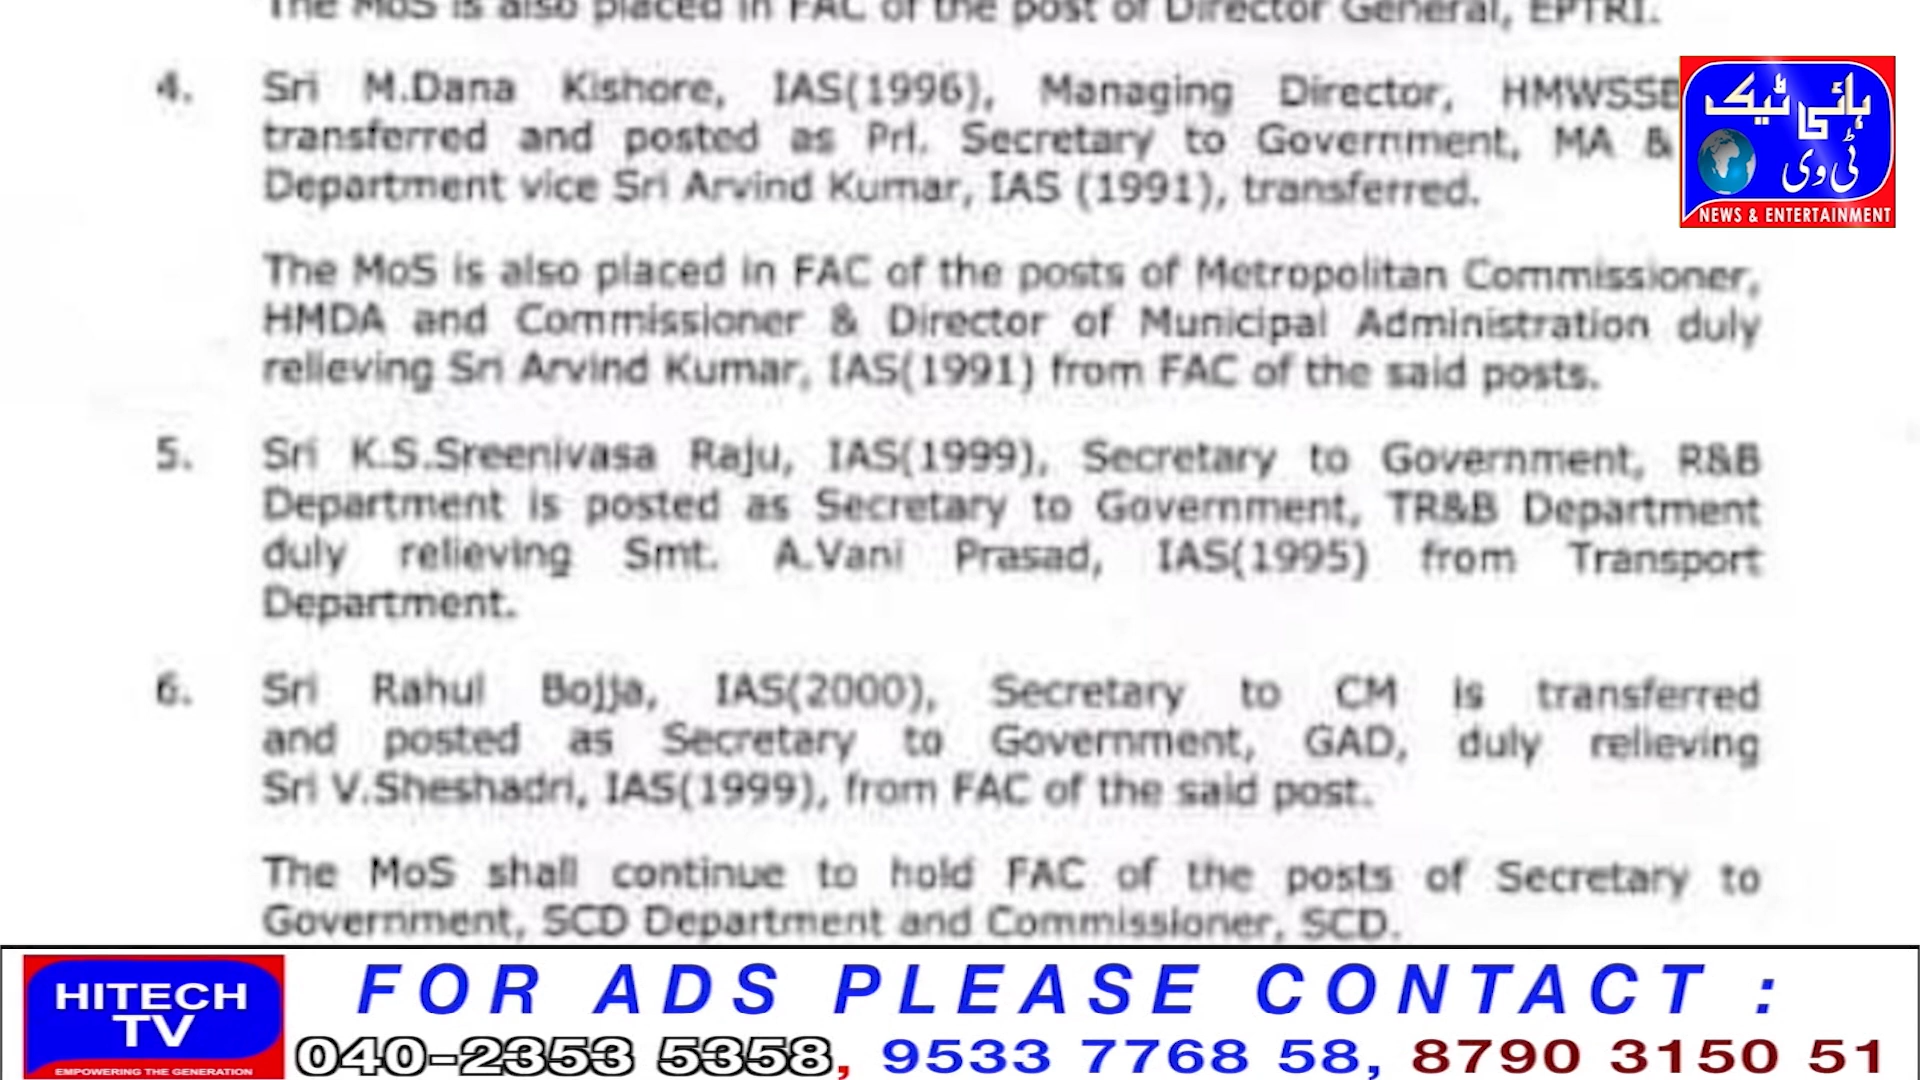 The MoS is also placed in FAC of the post of Director General, EPTRI.
4. Sri M.Dana Kishore, IAS(1996), Managing Director, HMWSSB
transferred and posted as Prl. Secretary to Government, MA &
Department vice Sri Arvind Kumar, IAS (1991), transferred.
The MoS is also placed in FAC of the posts of Metropolitan Commissioner,
HMDA and Commissioner & Director of Municipal Administration duly
relieving Sri Arvind Kumar, IAS(1991) from FAC of the said posts.
5. Sri K.S.Sreenivasa Raju, IAS(1999), Secretary to Government, R&B
Department is posted as Secretary to Government, TR&B Department
duly relieving Smt. A.Vani Prasad, IAS(1995) from Transport
Department.
6. Sri Rahul Bojja, IAS(2000), Secretary to CM is transferred
and posted as Secretary to Government, GAD, duly relieving
Sri V.Sheshadri, IAS(1999), from FAC of the said post.
The MoS shall continue to hold FAC of the posts of Secretary to
Government, SCD Department and Commissioner, SCD.
ہائی ٹیک
ٹی وی
NEWS & ENTERTAINMENT
HITECH
TV
EMPOWERING THE GENERATION
FOR ADS PLEASE CONTACT :
040-2353 5358, 9533 7768 58, 8790 3150 51